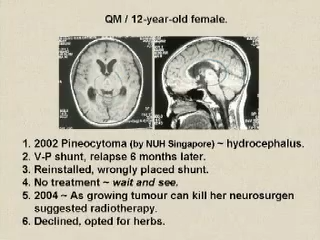 QM / 12-year-old female.
1. 2002 Pineocytoma (by NUH Singapore) ~ hydrocephalus.
2. V-P shunt, relapse 6 months later.
3. Reinstalled, wrongly placed shunt.
4. No treatment ~ wait and see.
5. 2004 ~ As growing tumour can kill her neurosurgen
suggested radiotherapy.
6. Declined, opted for herbs.